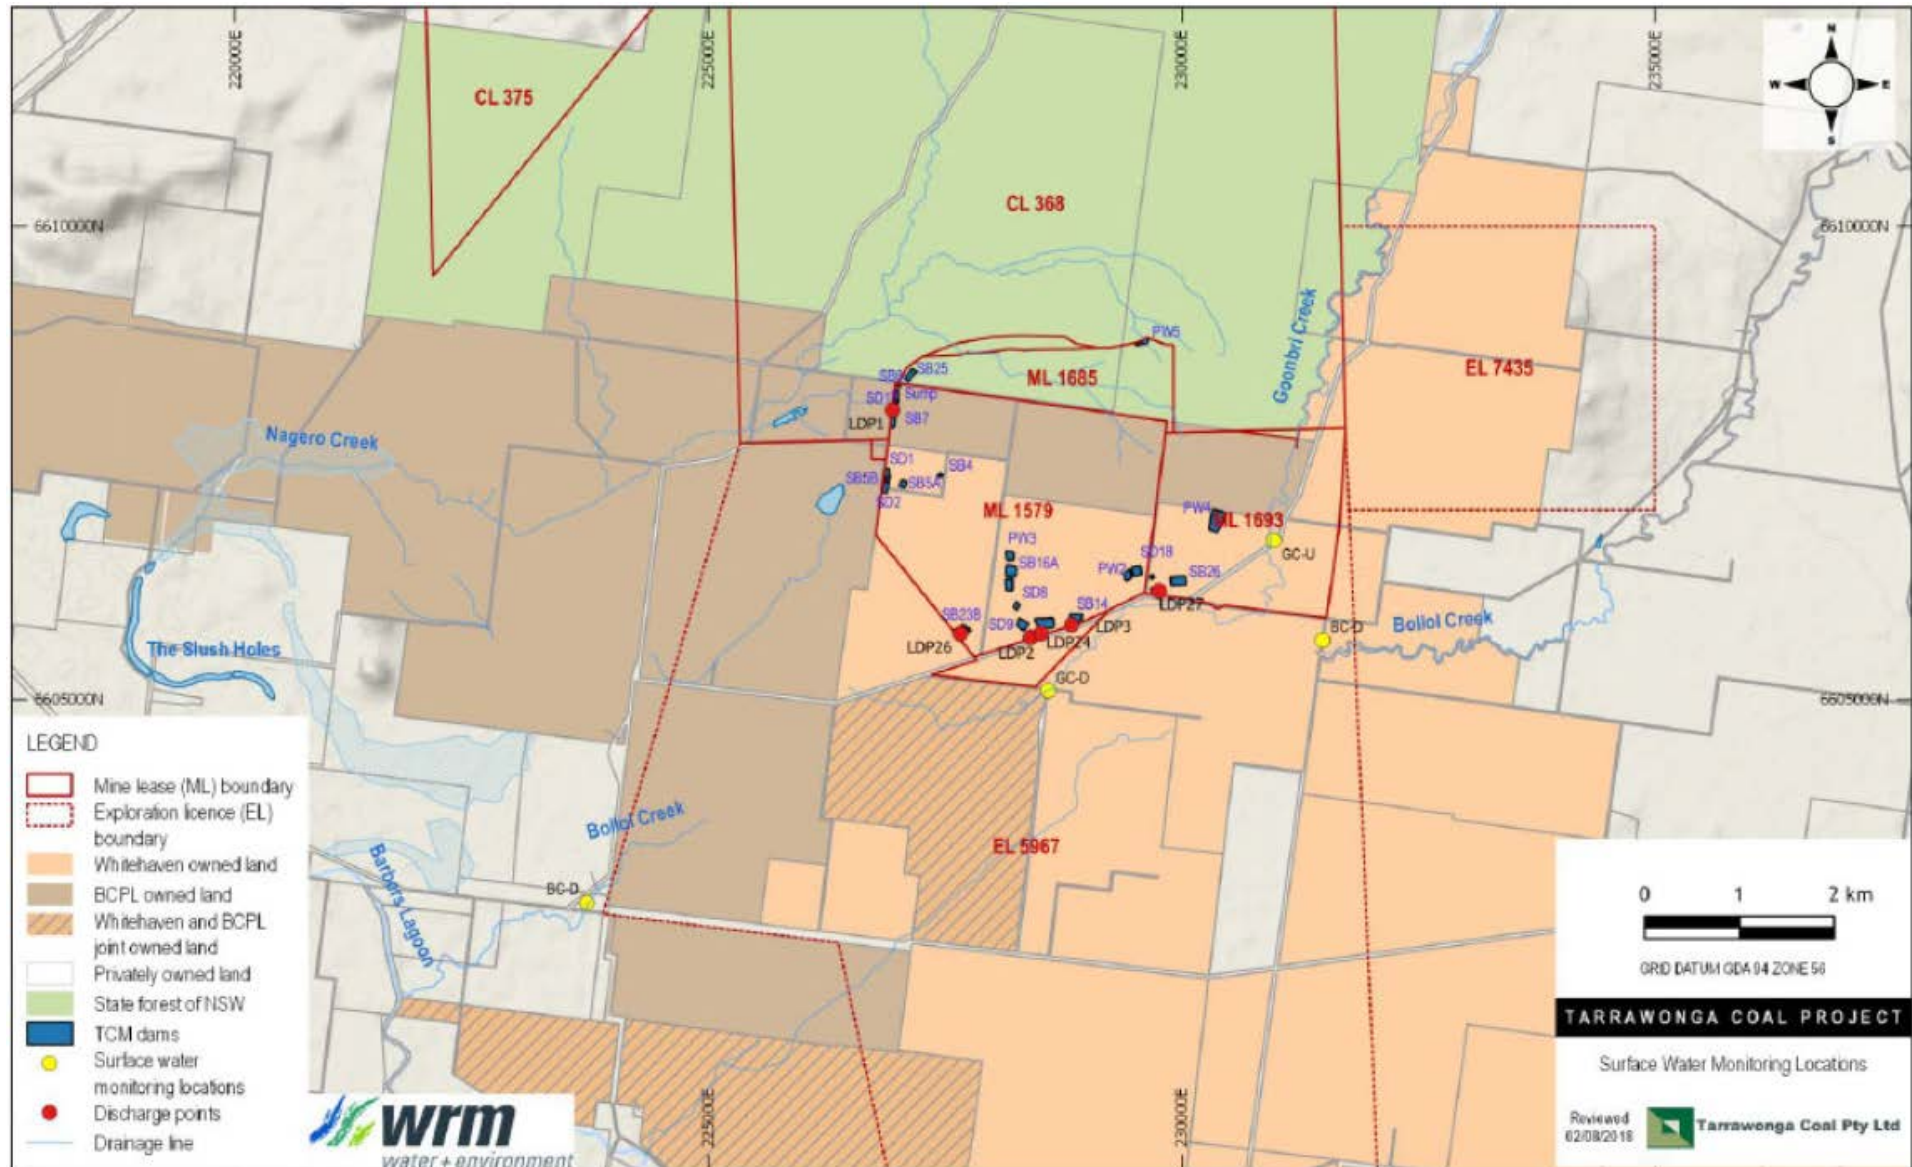 220000E
225000E
230000E
235000E
N
W
E
S
CL 375
CL 368
6610000N
6610000N
Goonbri Creek
PW5
EL 7435
SB25
ML 1685
Sump
LDP1
SB7
Nagero Creek
SD1
SB4
SB5B
SB5A
SD2
ML 1579
PW4
ML 1693
PW3
GC-U
SD18
SB16A
PW2
SB26
SD8
LDP27
SB23B
SD9
SB14
LDP3
Bollol Creek
BC-D
LDP26
LDP2
LDP24
The Slush Holes
GC-D
6605000N
6605000N
LEGEND
Mine lease (ML) boundary
Exploration licence (EL)
boundary
Whitehaven owned land
BCPL owned land
Whitehaven and BCPL
joint owned land
Privately owned land
State forest of NSW
TCM dams
Surface water
monitoring locations
Discharge points
Drainage line
Bollol Creek
EL 5967
Barbers Lagoon
BC-D
0 1 2 km
GRID DATUM GDA 94 ZONE 56
TARRAWONGA COAL PROJECT
Surface Water Monitoring Locations
Reviewed
02/08/2018
Tarrawonga Coal Pty Ltd
225000E
230000E
wrm
water + environment